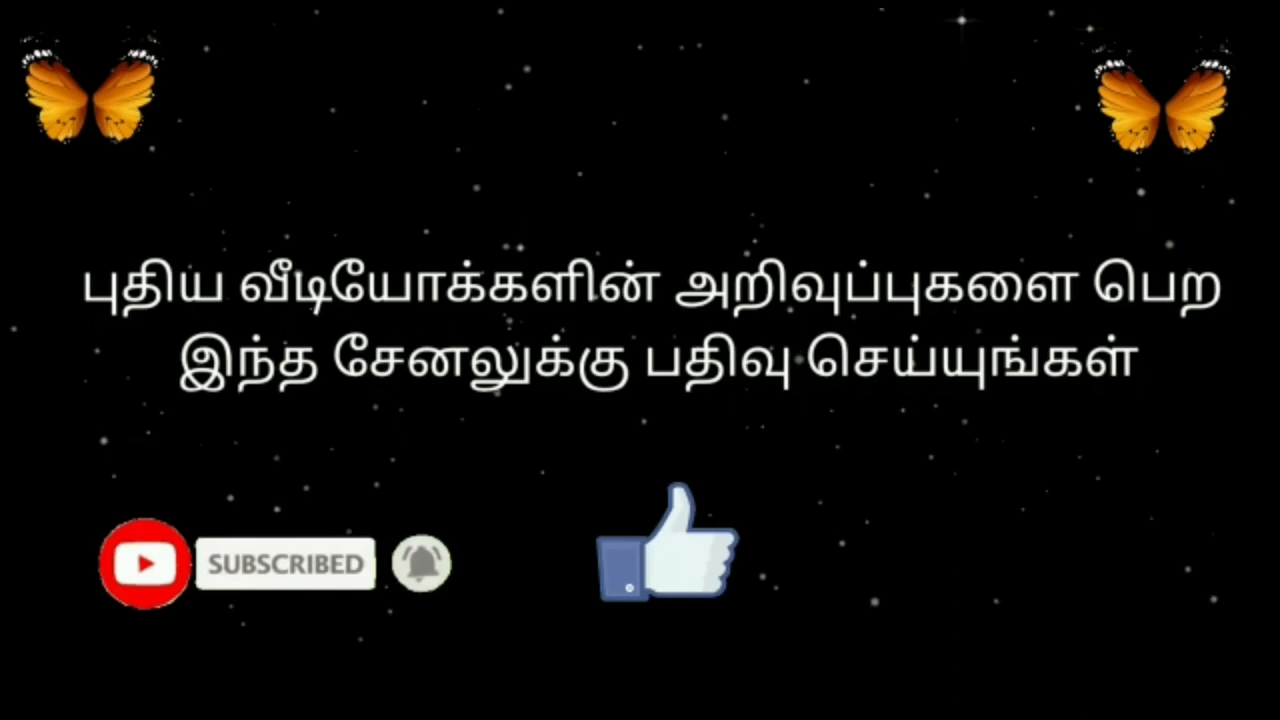 புதிய வீடியோக்களின் அறிவுப்புகளை பெற
இந்த சேனலுக்கு பதிவு செய்யுங்கள்
SUBSCRIBED